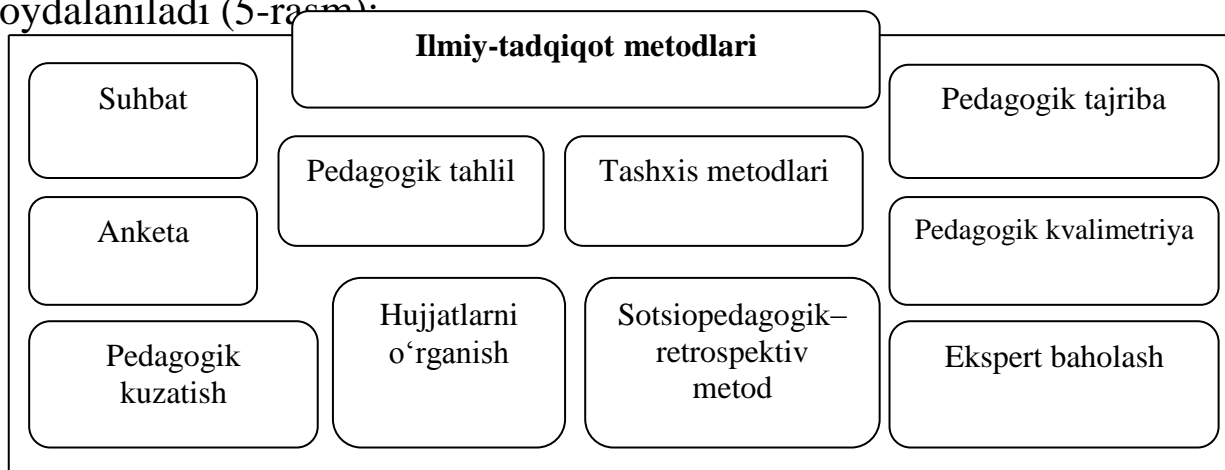 oydalaniladi (5-rasm):
Ilmiy-tadqiqot metodlari
Suhbat
Pedagogik tajriba
Pedagogik tahlil
Tashxis metodlari
Anketa
Pedagogik kvalimetriya
Hujjatlarni
o‘rganish
Sotsiopedagogik–
retrospektiv
metod
Pedagogik
kuzatish
Ekspert baholash